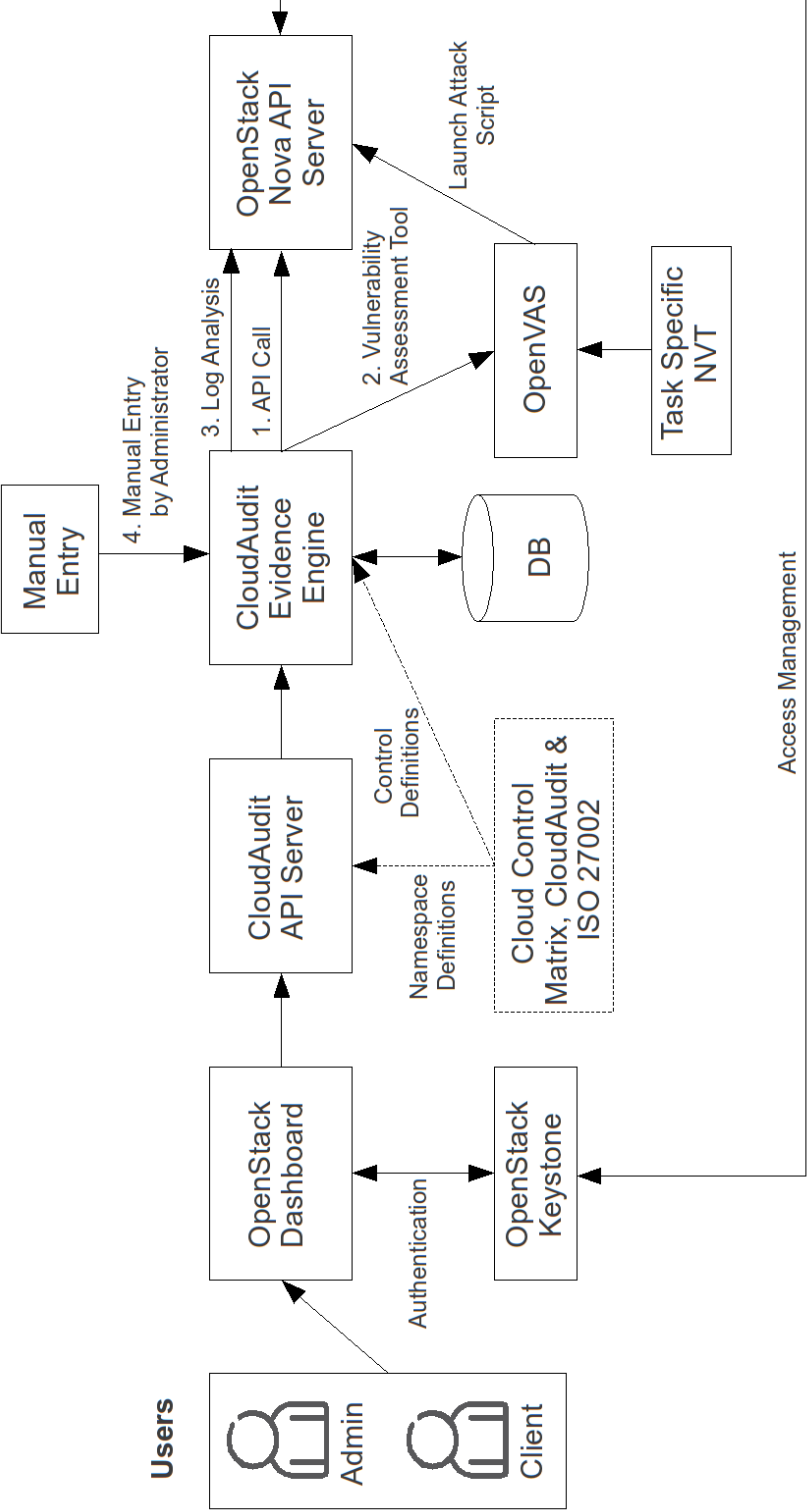 Users
Admin
Client
OpenStack
Dashboard
Authentication
OpenStack
Keystone
CloudAudit
API Server
Namespace
Definitions
Control
Definitions
Cloud Control
Matrix, CloudAudit &
ISO 27002
Manual
Entry
4. Manual Entry
by Administrator
CloudAudit
Evidence
Engine
DB
3. Log Analysis
1. API Call
2. Vulnerability
Assessment Tool
OpenStack
Nova API
Server
Launch Attack
Script
OpenVAS
Task Specific
NVT
Access Management